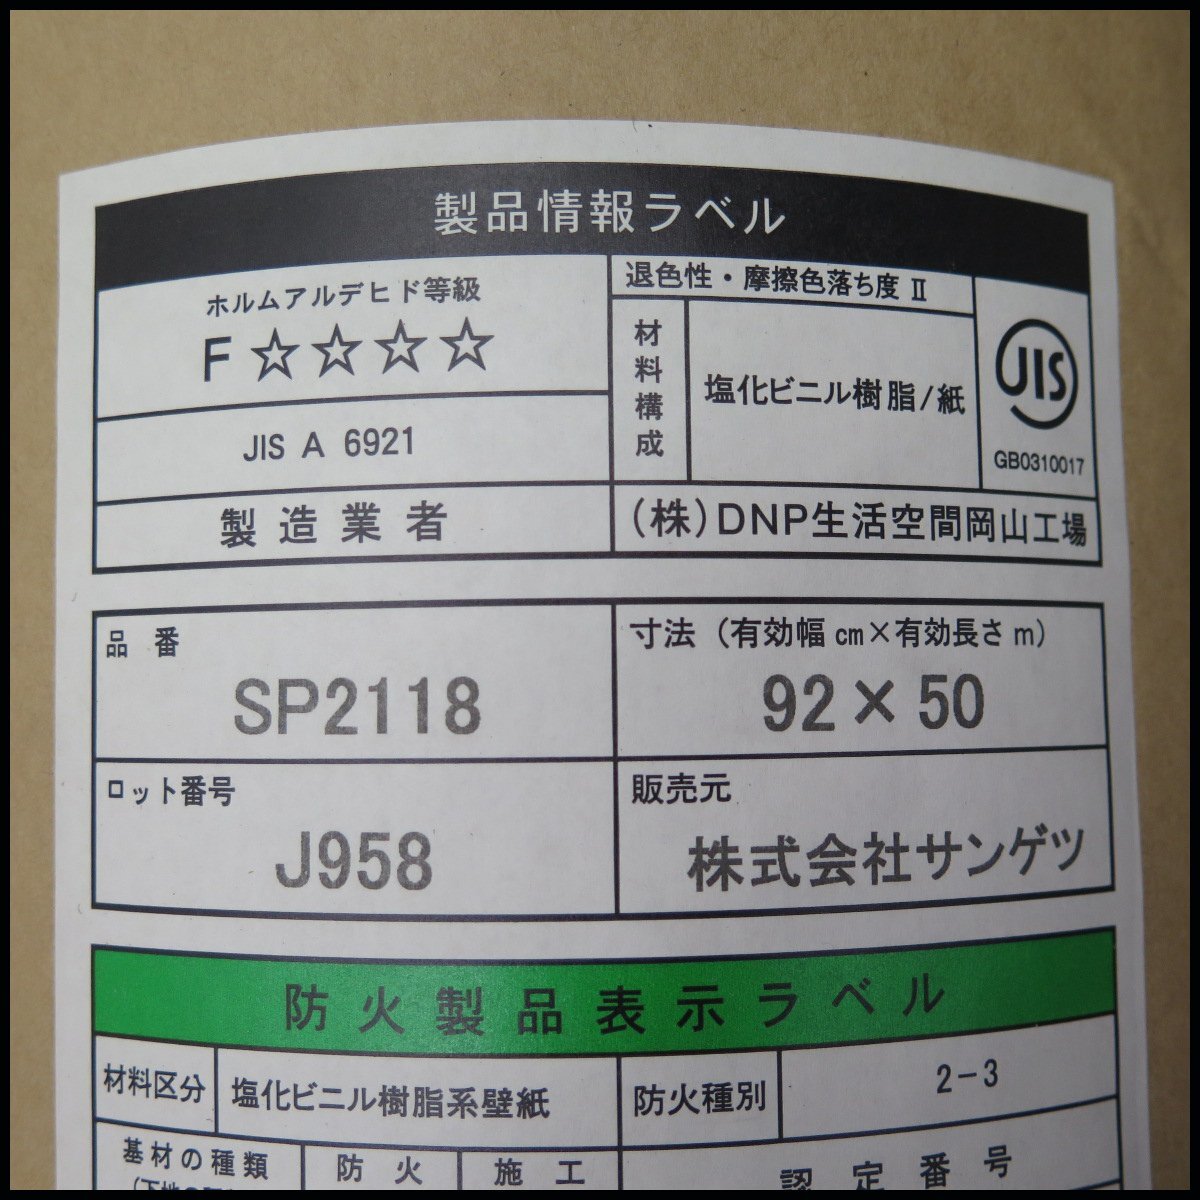 製品情報ラベル
ホルムアルデヒド等級
F☆☆☆☆
JIS A 6921
退色性・摩擦色落ち度 Ⅱ
材料構成
塩化ビニル樹脂/紙
JIS
GB0310017
製造業者
(株)DNP生活空間岡山工場
品番
SP2118
寸法(有効幅cm×有効長さm)
92×50
ロット番号
J958
販売元
株式会社サンゲツ
防火製品表示ラベル
材料区分
塩化ビニル樹脂系壁紙
防火種別
2-3
基材の種類
防火
施工
認定番号